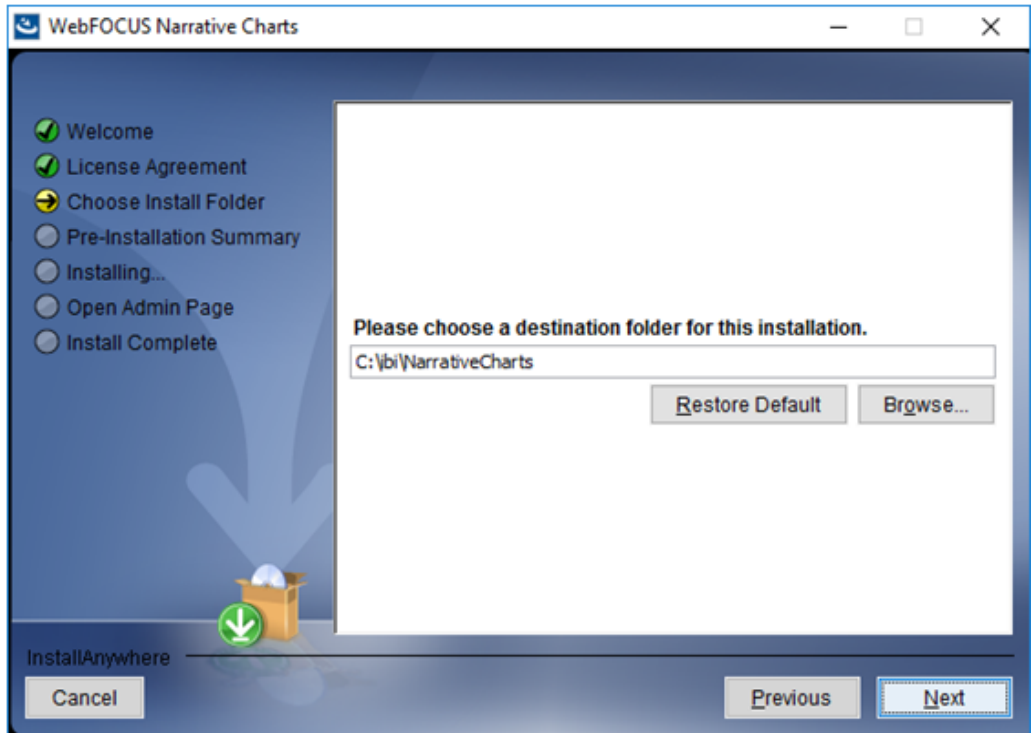 WebFOCUS Narrative Charts
Welcome
License Agreement
Choose Install Folder
Pre-Installation Summary
Installing...
Open Admin Page
Install Complete
Please choose a destination folder for this installation.
C:\ibi\NarrativeCharts
Restore Default
Browse...
InstallAnywhere
Cancel
Previous
Next